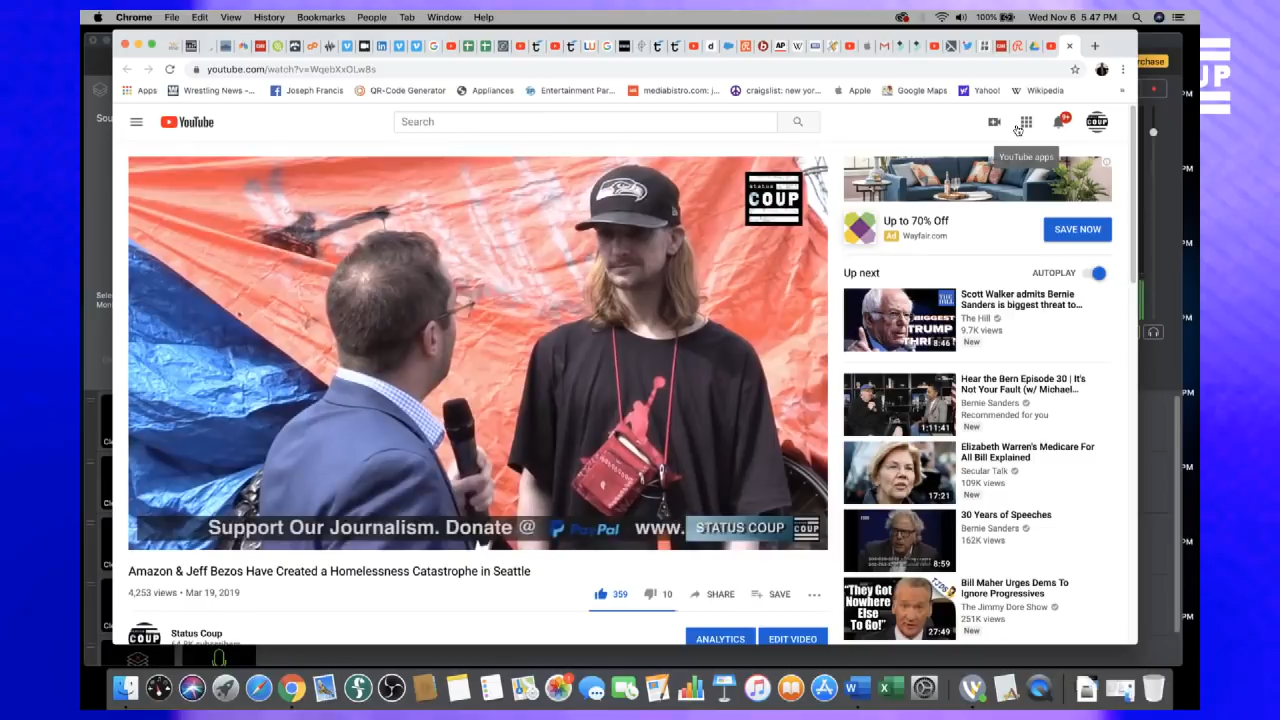 Chrome File Edit View History Bookmarks People Tab Window Help
100% Wed Nov 6 5:47 PM
youtube.com/watch?v=WqebXxOLw8s
Apps Wrestling News -... Joseph Francis QR-Code Generator Appliances Entertainment Par... mediabistro.com: j... craigslist: new yor... Apple Google Maps Yahoo! Wikipedia »
YouTube
Search
9+
COUP
YouTube apps
status
COUP
Up to 70% Off
Ad Wayfair.com
SAVE NOW
Up next
AUTOPLAY
Scott Walker admits Bernie
Sanders is biggest threat to...
The Hill
9.7K views
New
8:46
Hear the Bern Episode 30 | It's
Not Your Fault (w/ Michael...
Bernie Sanders
Recommended for you
New
1:11:41
Elizabeth Warren's Medicare For
All Bill Explained
Secular Talk
109K views
New
17:21
30 Years of Speeches
Bernie Sanders
162K views
8:59
Bill Maher Urges Dems To
Ignore Progressives
The Jimmy Dore Show
251K views
New
"They Got
Nowhere
Else
To Go!"
27:49
Support Our Journalism. Donate @ PayPal www. STATUS COUP COUP
Amazon & Jeff Bezos Have Created a Homelessness Catastrophe in Seattle
4,253 views • Mar 19, 2019
359 10 SHARE SAVE
COUP
Status Coup
ANALYTICS
EDIT VIDEO